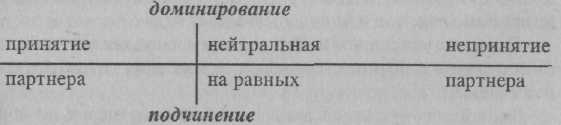 доминирование
принятие нейтральная непринятие
партнера на равных партнера
подчинение